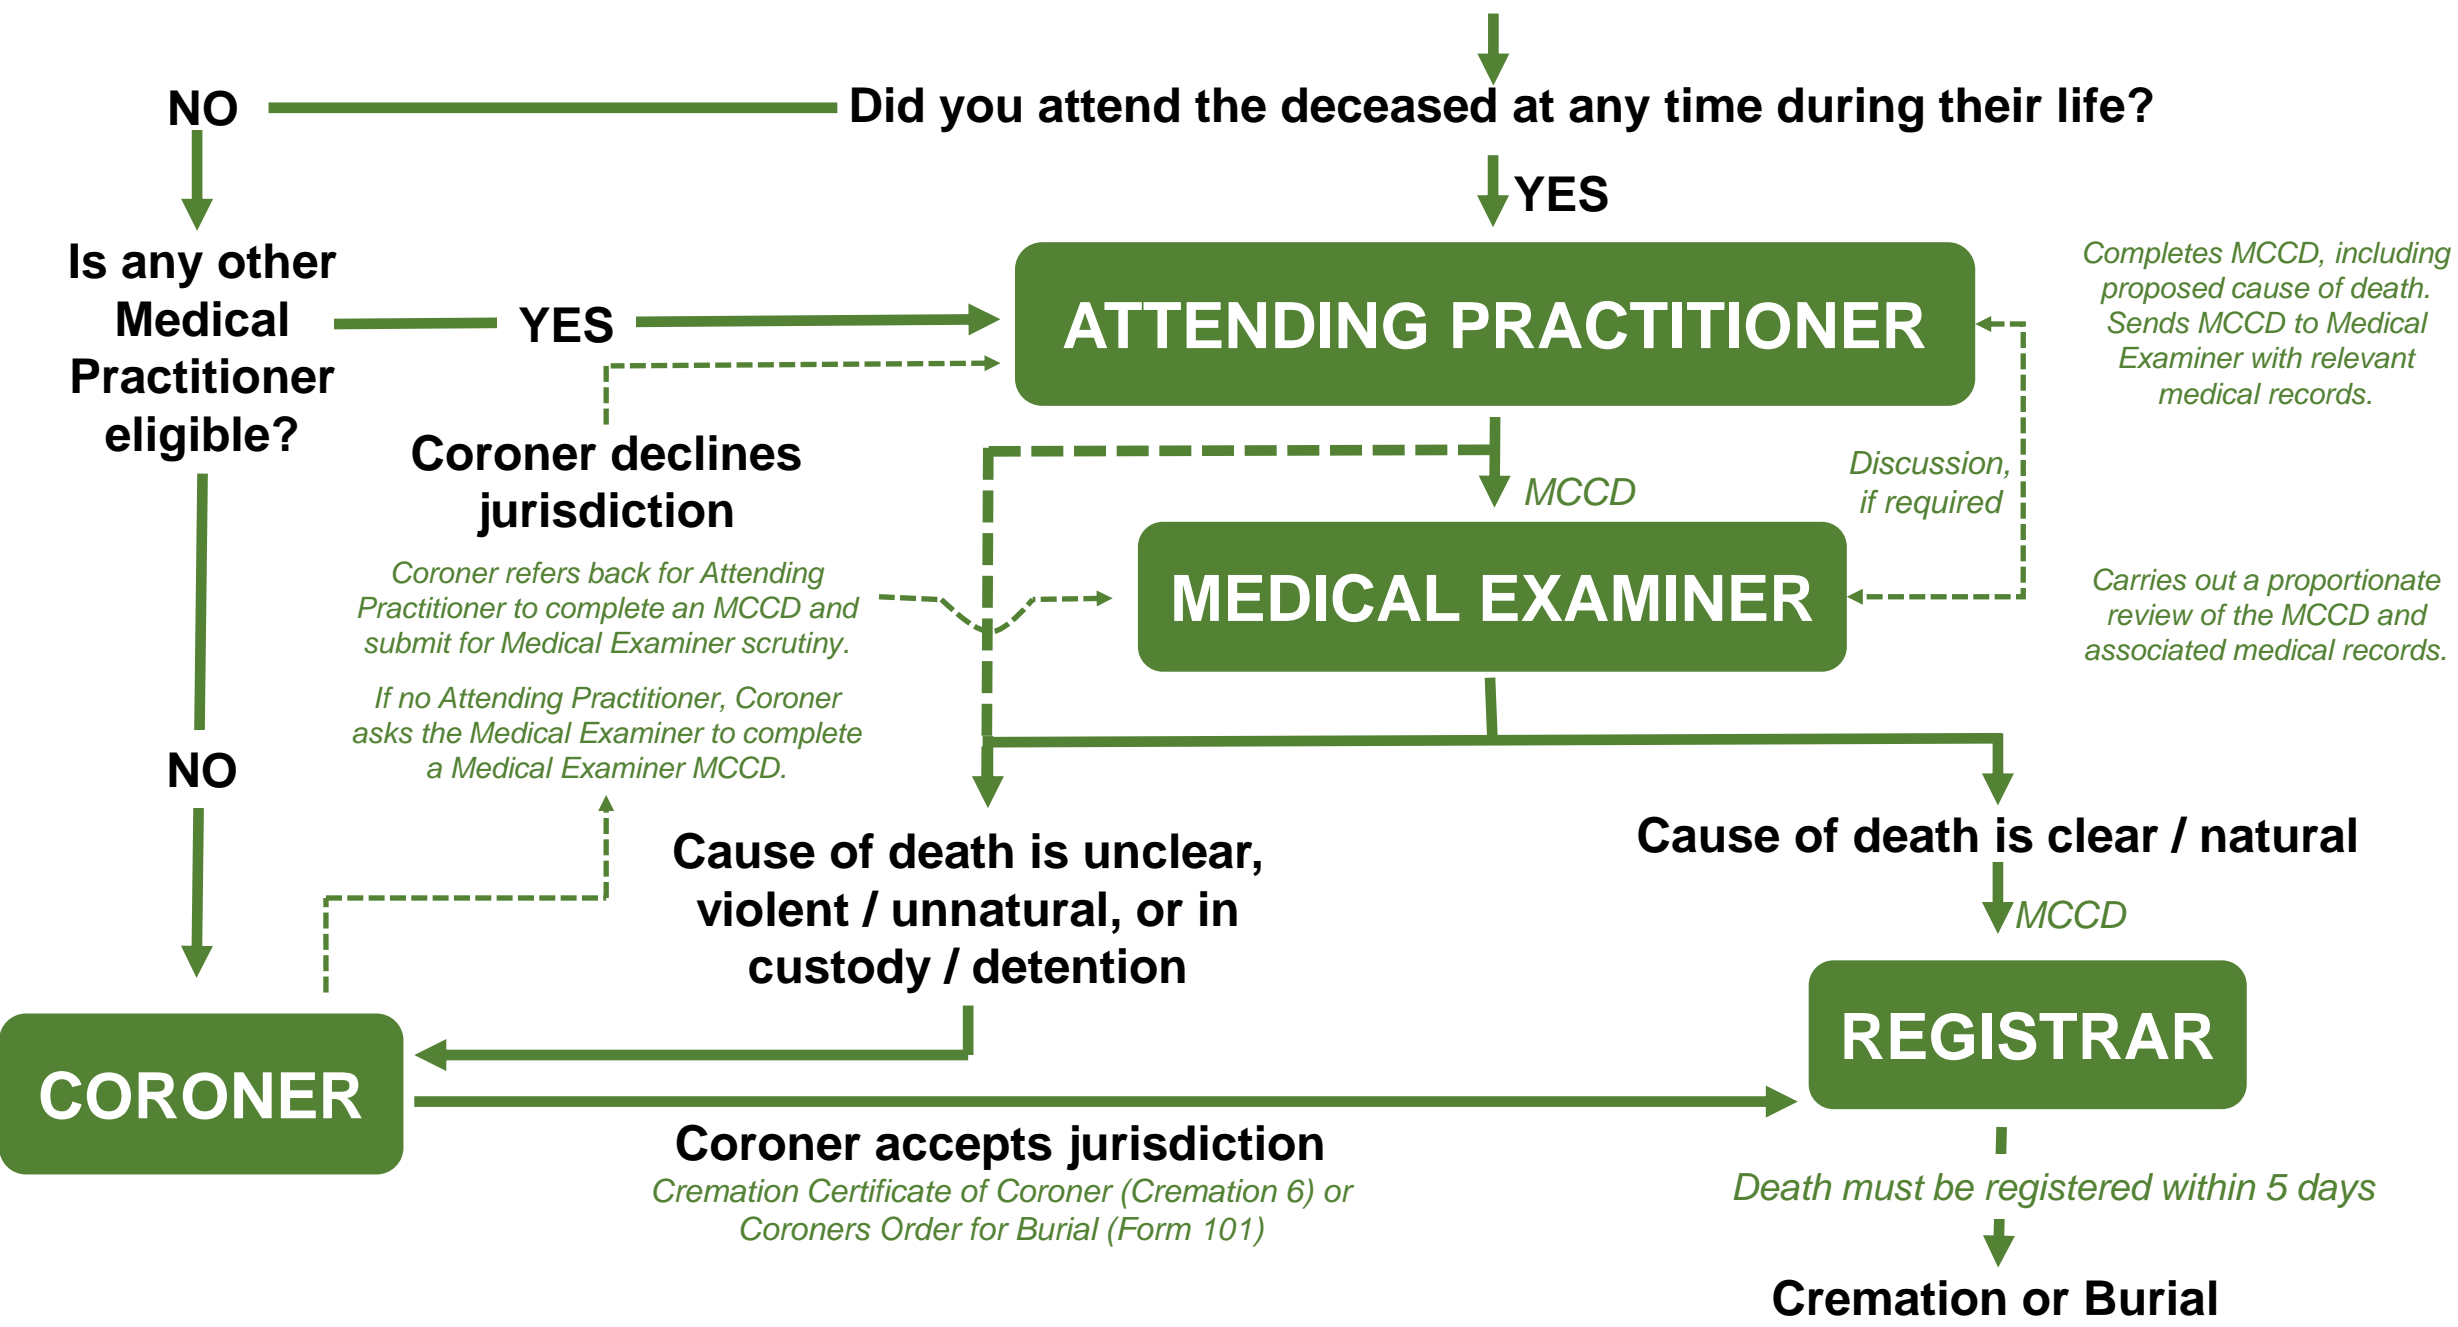 Did you attend the deceased at any time during their life?
NO
YES
Is any other
Medical
Practitioner
eligible?
YES
ATTENDING PRACTITIONER
Completes MCCD, including
proposed cause of death.
Sends MCCD to Medical
Examiner with relevant
medical records.
Coroner declines
jurisdiction
Coroner refers back for Attending
Practitioner to complete an MCCD and
submit for Medical Examiner scrutiny.
If no Attending Practitioner, Coroner
asks the Medical Examiner to complete
a Medical Examiner MCCD.
MCCD
Discussion,
if required
MEDICAL EXAMINER
Carries out a proportionate
review of the MCCD and
associated medical records.
NO
Cause of death is unclear,
violent / unnatural, or in
custody / detention
Cause of death is clear / natural
MCCD
CORONER
REGISTRAR
Coroner accepts jurisdiction
Cremation Certificate of Coroner (Cremation 6) or
Coroners Order for Burial (Form 101)
Death must be registered within 5 days
Cremation or Burial